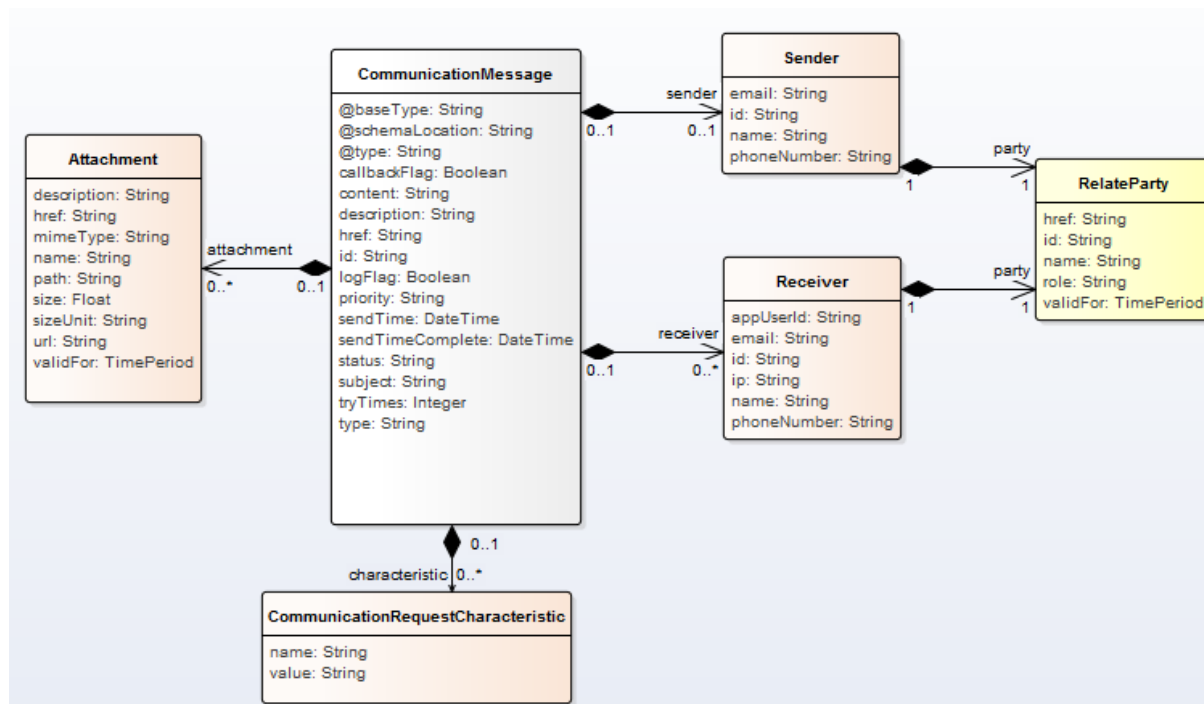 Attachment
description: String
href: String
mimeType: String
name: String
path: String
size: Float
sizeUnit: String
url: String
validFor: TimePeriod
attachment
0..*
0..1
CommunicationMessage
@baseType: String
@schemaLocation: String
@type: String
callbackFlag: Boolean
content: String
description: String
href: String
id: String
logFlag: Boolean
priority: String
sendTime: DateTime
sendTimeComplete: DateTime
status: String
subject: String
tryTimes: Integer
type: String
sender
0..1
0..1
Sender
email: String
id: String
name: String
phoneNumber: String
party
1
1
RelateParty
href: String
id: String
name: String
role: String
validFor: TimePeriod
receiver
0..1
0..*
Receiver
appUserId: String
email: String
id: String
ip: String
name: String
phoneNumber: String
party
1
1
0..1
characteristic 0..*
CommunicationRequestCharacteristic
name: String
value: String